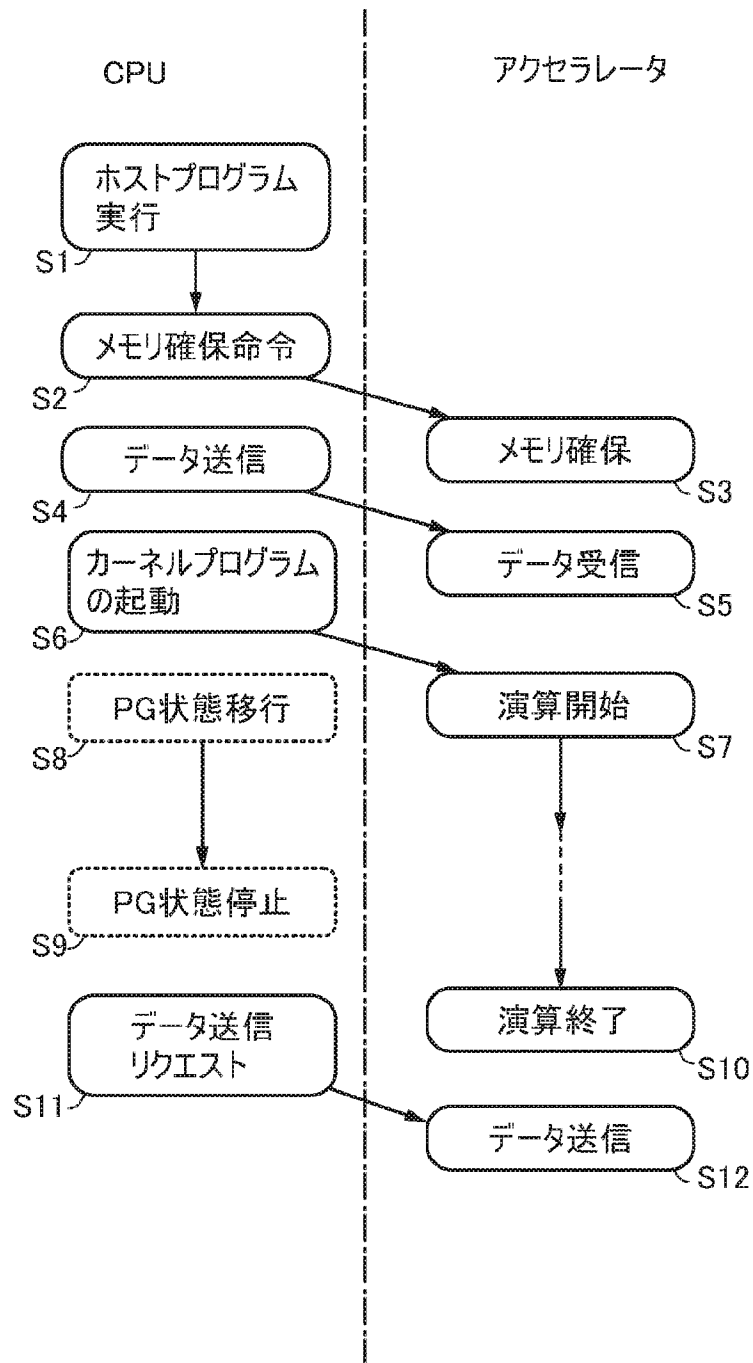 CPU
アクセラレータ
ホストプログラム
実行
S1
メモリ確保命令
S2
メモリ確保
S3
データ送信
S4
データ受信
S5
カーネルプログラム
の起動
S6
演算開始
S7
PG状態移行
S8
PG状態停止
S9
演算終了
S10
データ送信
リクエスト
S11
データ送信
S12